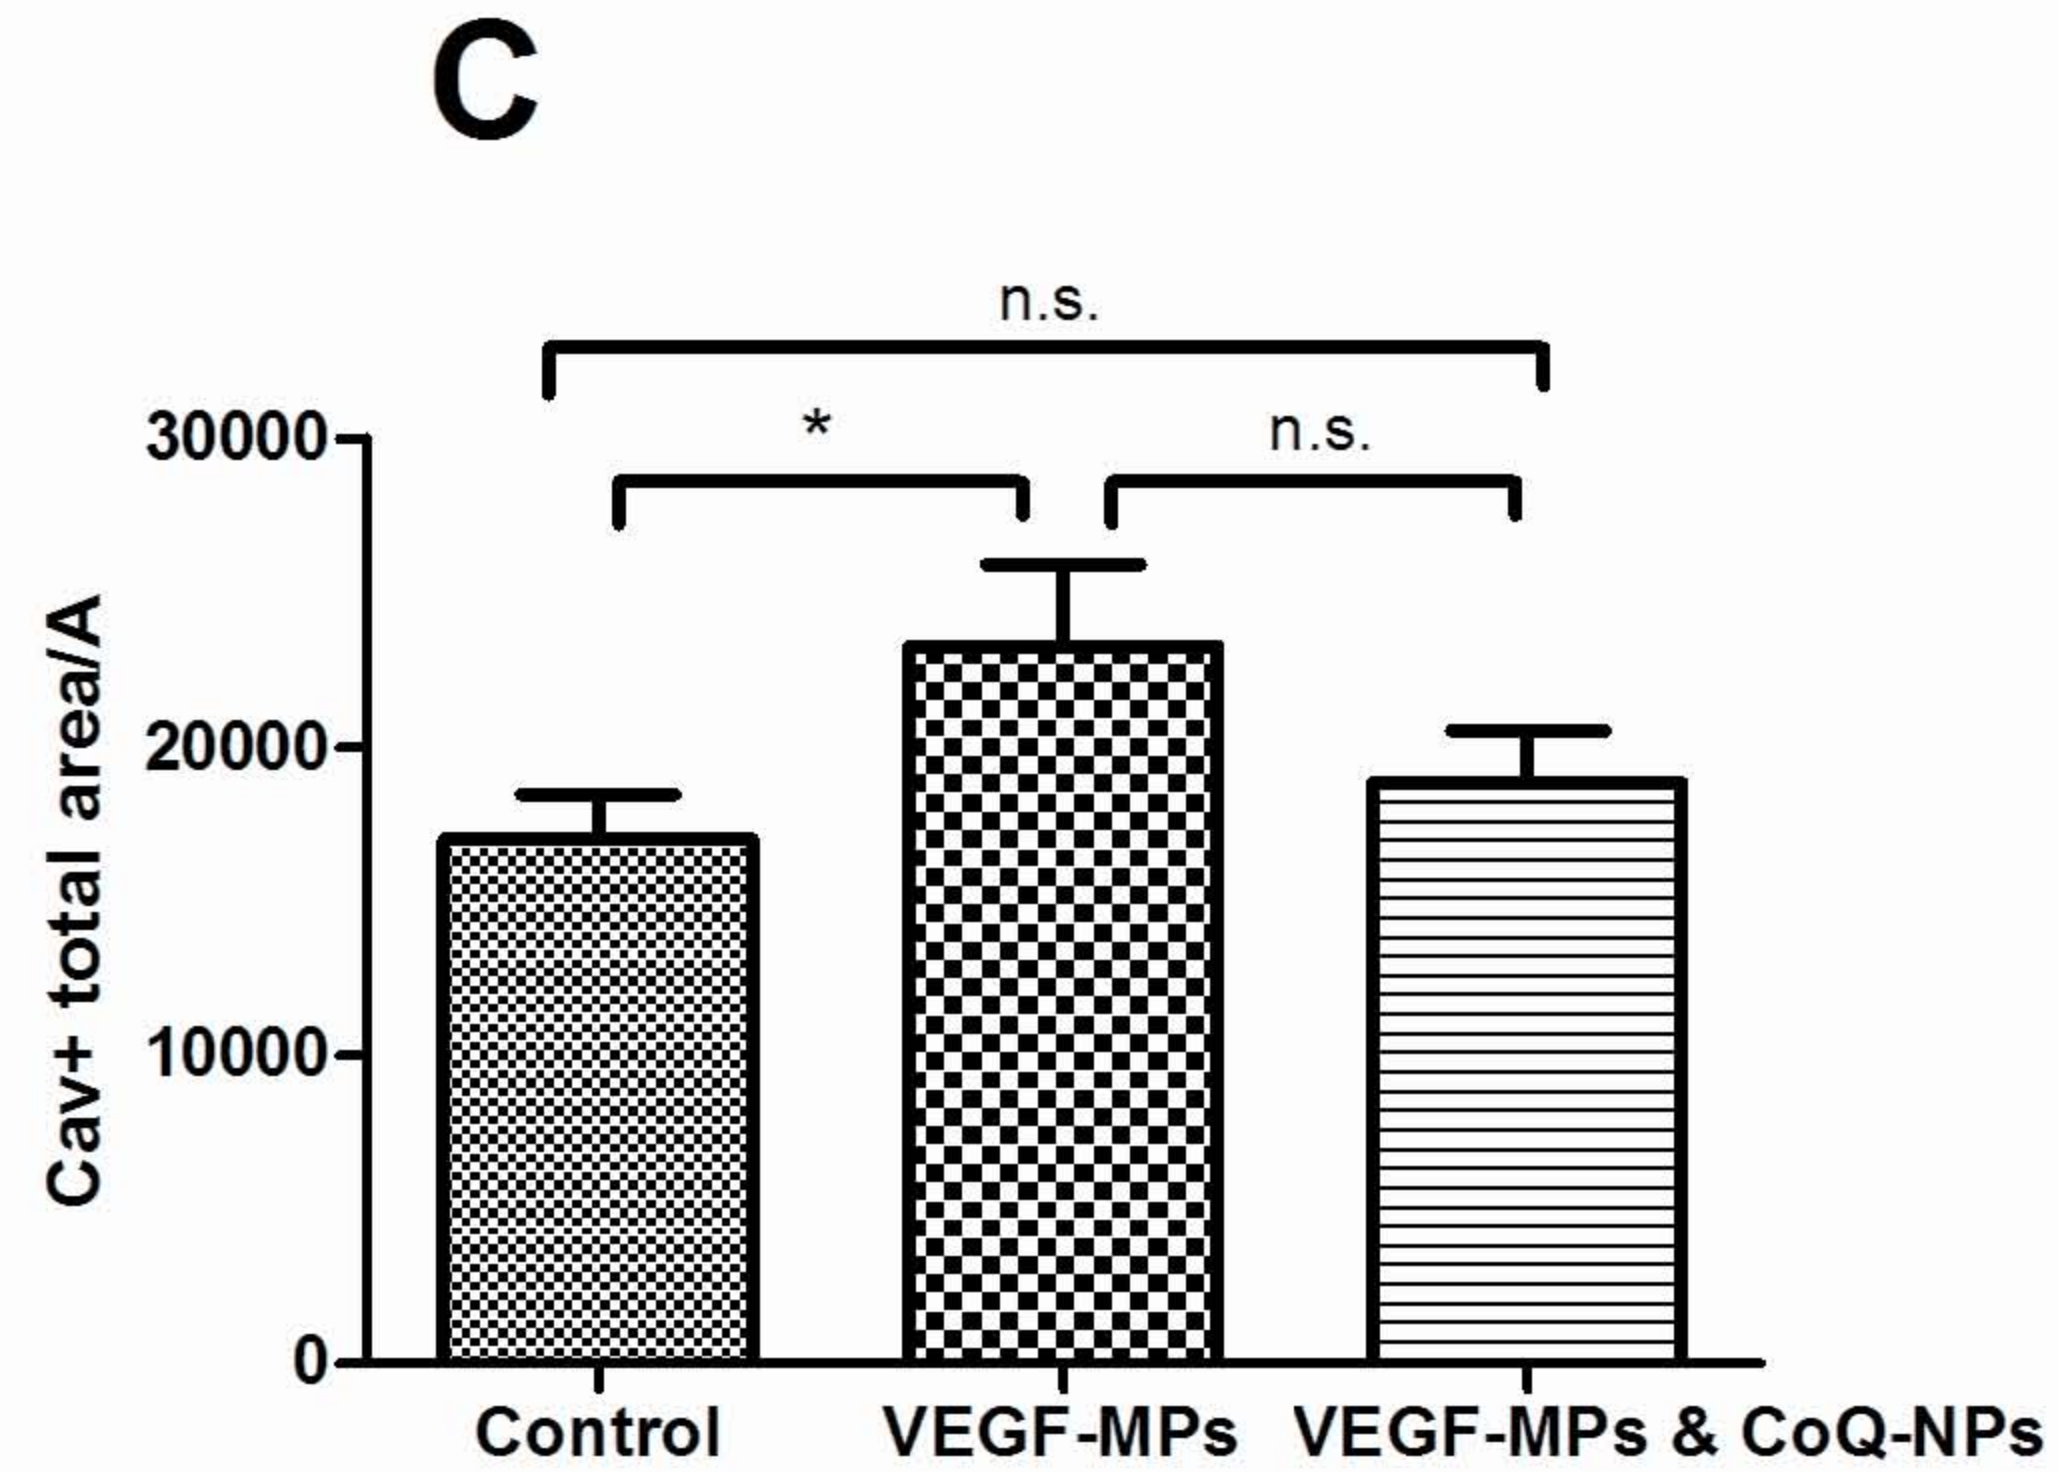 C
n.s.
* n.s.
30000
20000
10000
0
Cav+ total area/A
Control VEGF-MPs VEGF-MPs & CoQ-NPs